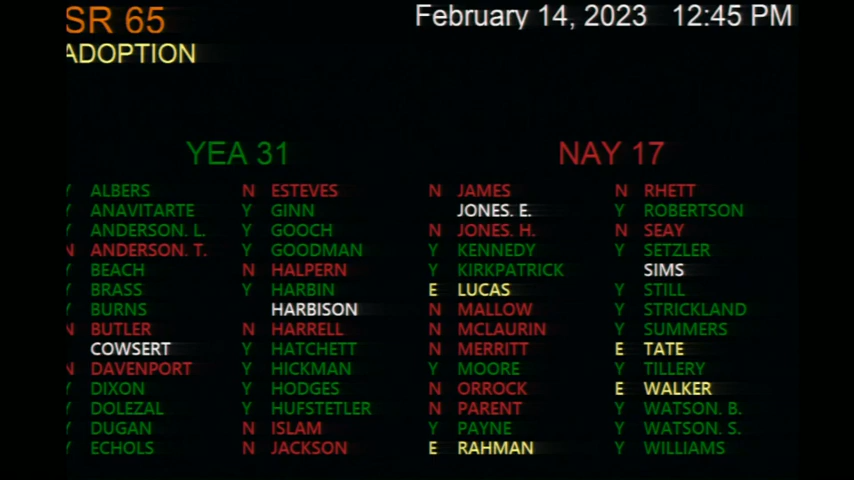 SR 65 February 14, 2023 12:45 PM
ADOPTION
YEA 31 NAY 17
Y ALBERS N ESTEVES N JAMES N RHETT
Y ANAVITARTE Y GINN JONES. E. Y ROBERTSON
Y ANDERSON. L. Y GOOCH N JONES. H. N SEAY
N ANDERSON. T. Y GOODMAN Y KENNEDY Y SETZLER
Y BEACH N HALPERN Y KIRKPATRICK SIMS
Y BRASS Y HARBIN E LUCAS Y STILL
Y BURNS HARBISON N MALLOW Y STRICKLAND
N BUTLER N HARRELL N MCLAURIN Y SUMMERS
COWSERT Y HATCHETT N MERRITT E TATE
N DAVENPORT Y HICKMAN Y MOORE Y TILLERY
Y DIXON Y HODGES N ORROCK E WALKER
Y DOLEZAL Y HUFSTETLER N PARENT Y WATSON. B.
Y DUGAN N ISLAM Y PAYNE Y WATSON. S.
Y ECHOLS N JACKSON E RAHMAN Y WILLIAMS